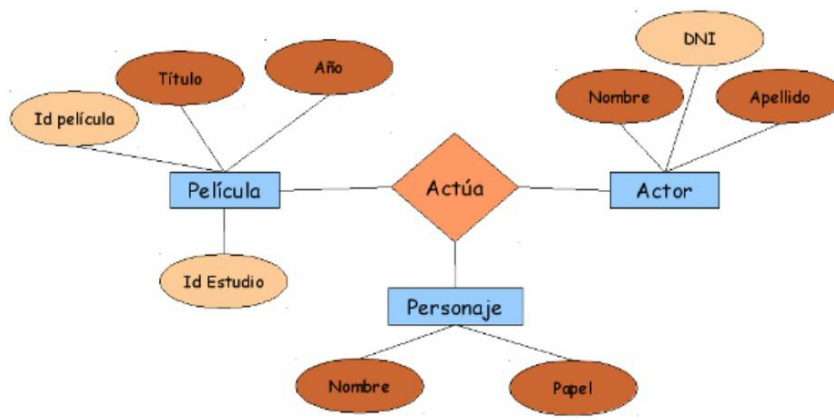 DNI
Título
Año
Nombre
Apellido
Id película
Película
Actúa
Actor
Id Estudio
Personaje
Nombre
Papel